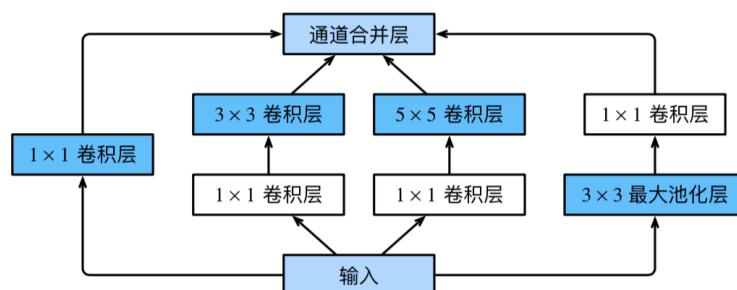 通道合并层
3 × 3 卷积层
5 × 5 卷积层
1 × 1 卷积层
1 × 1 卷积层
1 × 1 卷积层
1 × 1 卷积层
3 × 3 最大池化层
输入